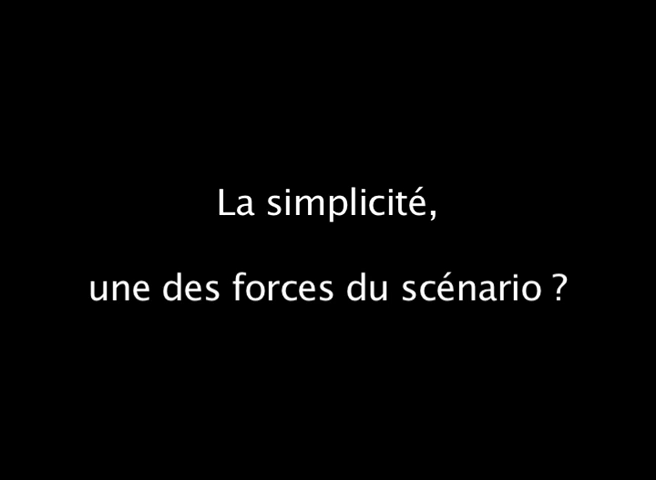 La simplicité,
une des forces du scénario ?